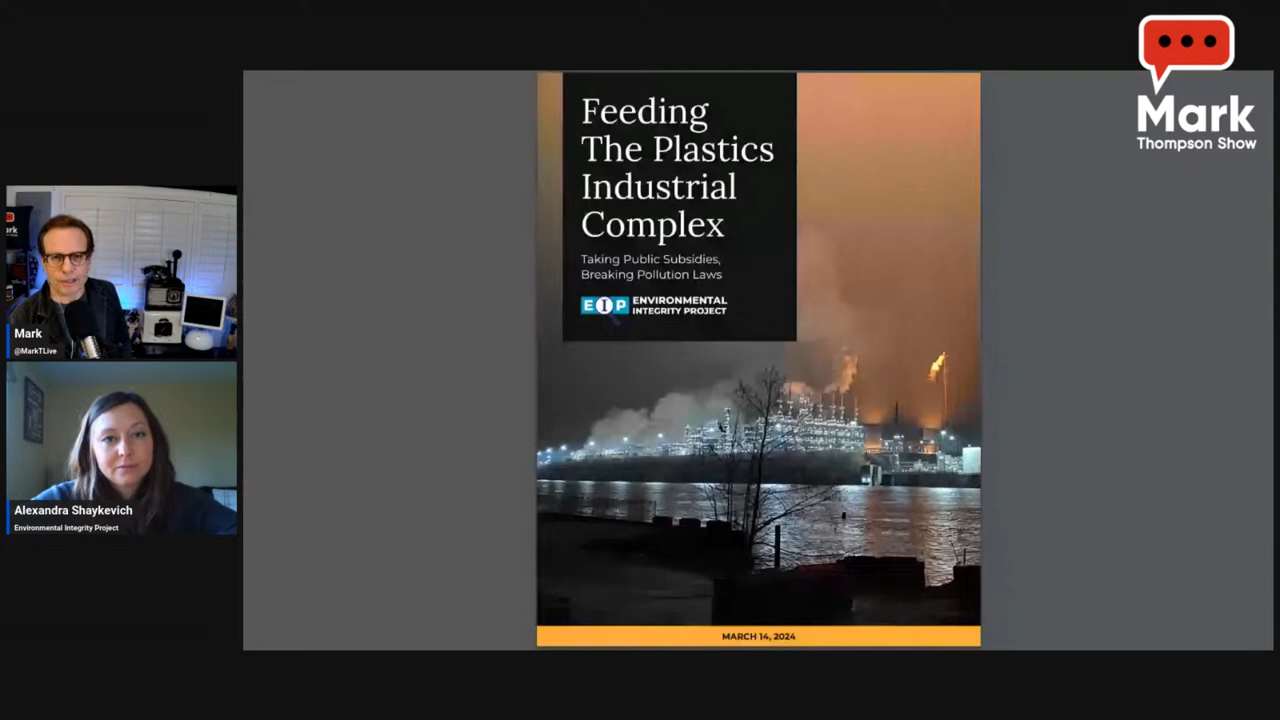 Mark
Thompson Show
Feeding
The Plastics
Industrial
Complex
Taking Public Subsidies,
Breaking Pollution Laws
EIP ENVIRONMENTAL
INTEGRITY PROJECT
MARCH 14, 2024
Mark
@MarkTLive
Alexandra Shaykevich
Environmental Integrity Project